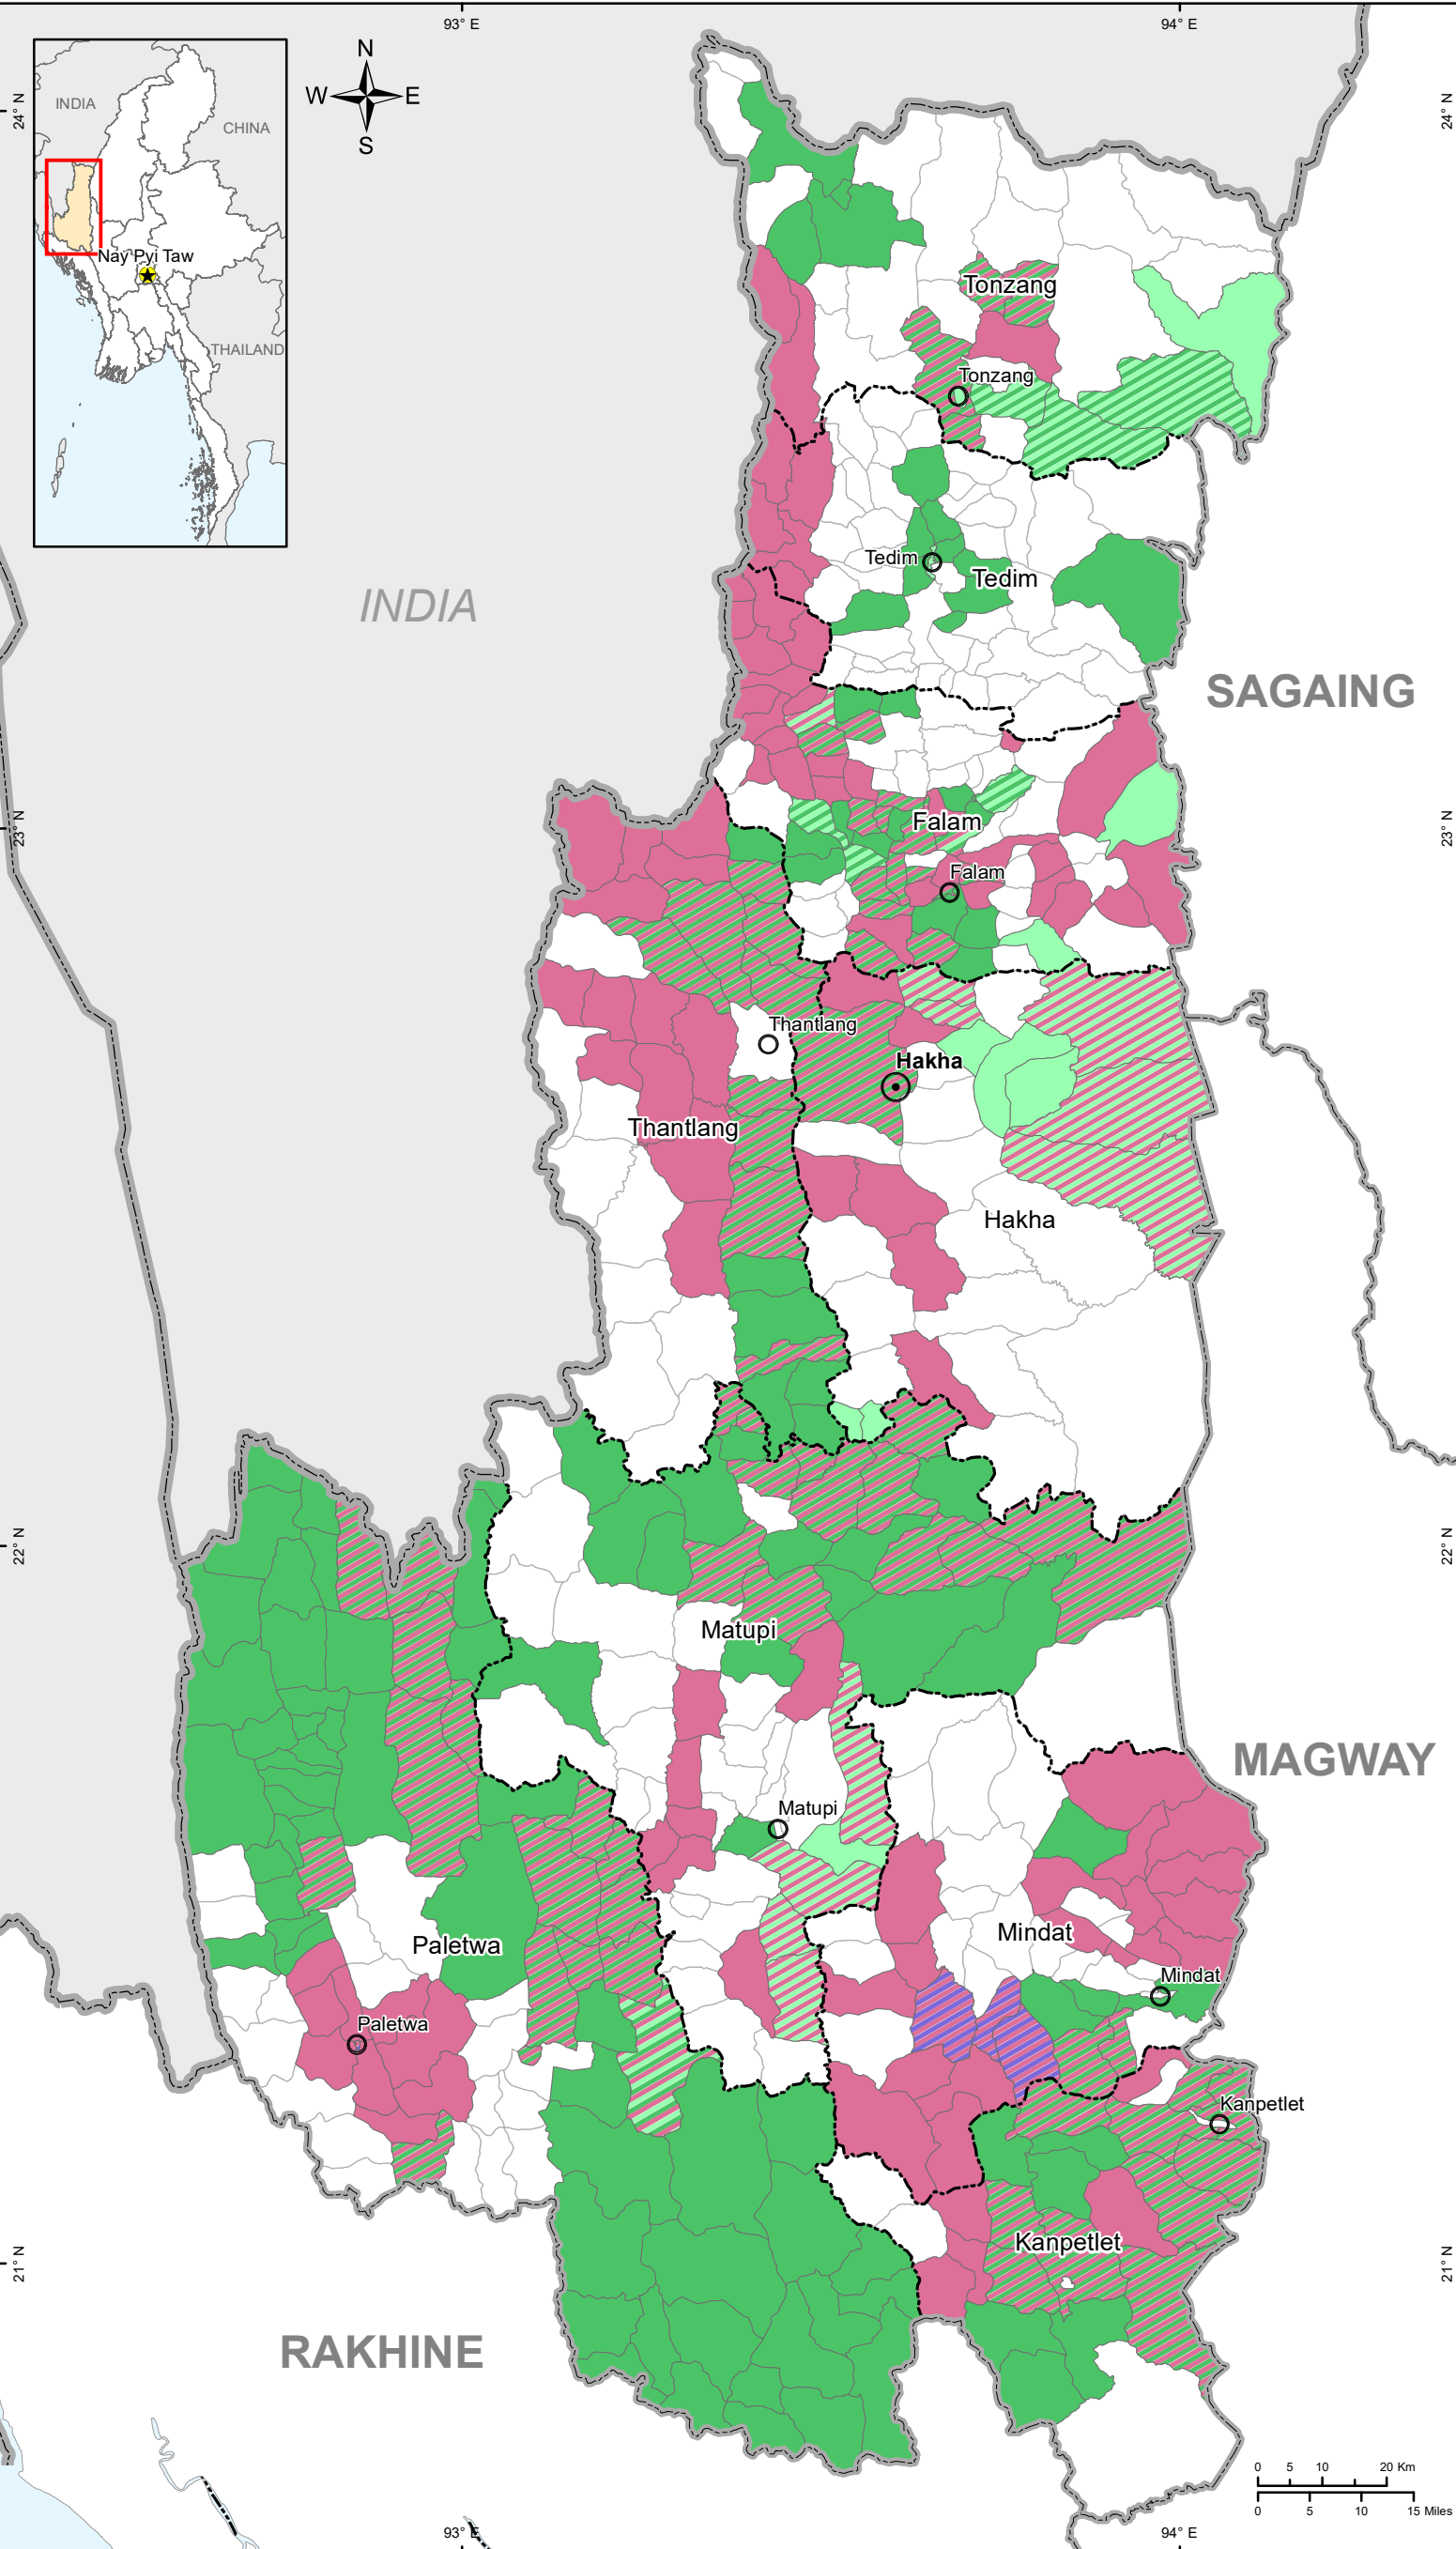 93° E
94° E
N
W
E
S
24° N
24° N
INDIA
CHINA
Nay Pyi Taw
THAILAND
Tonzang
Tonzang
Tedim
Tedim
INDIA
SAGAING
Falam
23° N
23° N
Falam
Thantlang
Hakha
Thantlang
Hakha
22° N
22° N
Matupi
MAGWAY
Matupi
Mindat
Paletwa
Mindat
Paletwa
Kanpetlet
Kanpetlet
21° N
21° N
RAKHINE
0 5 10 20 Km
0 5 10 15 Miles
93° E
94° E